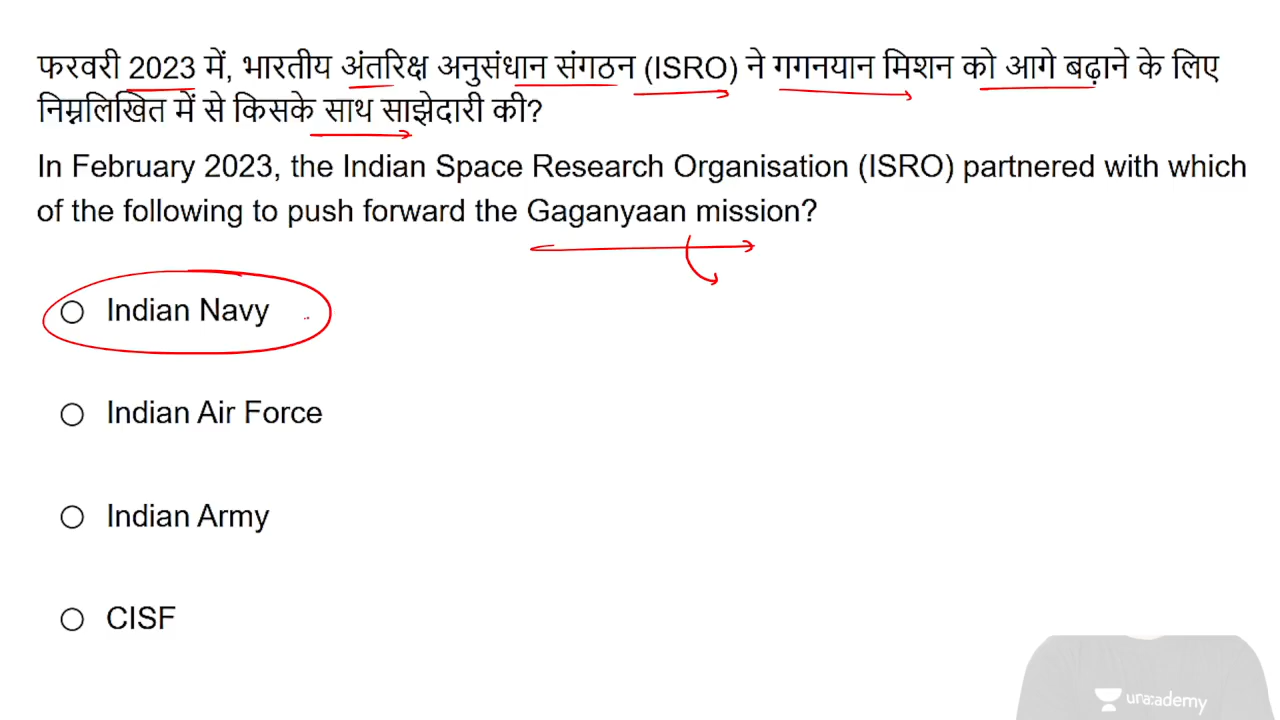 फरवरी 2023 में, भारतीय अंतरिक्ष अनुसंधान संगठन (ISRO) ने गगनयान मिशन को आगे बढ़ाने के लिए
निम्नलिखित में से किसके साथ साझेदारी की?
In February 2023, the Indian Space Research Organisation (ISRO) partnered with which
of the following to push forward the Gaganyaan mission?
Indian Navy
Indian Air Force
Indian Army
CISF